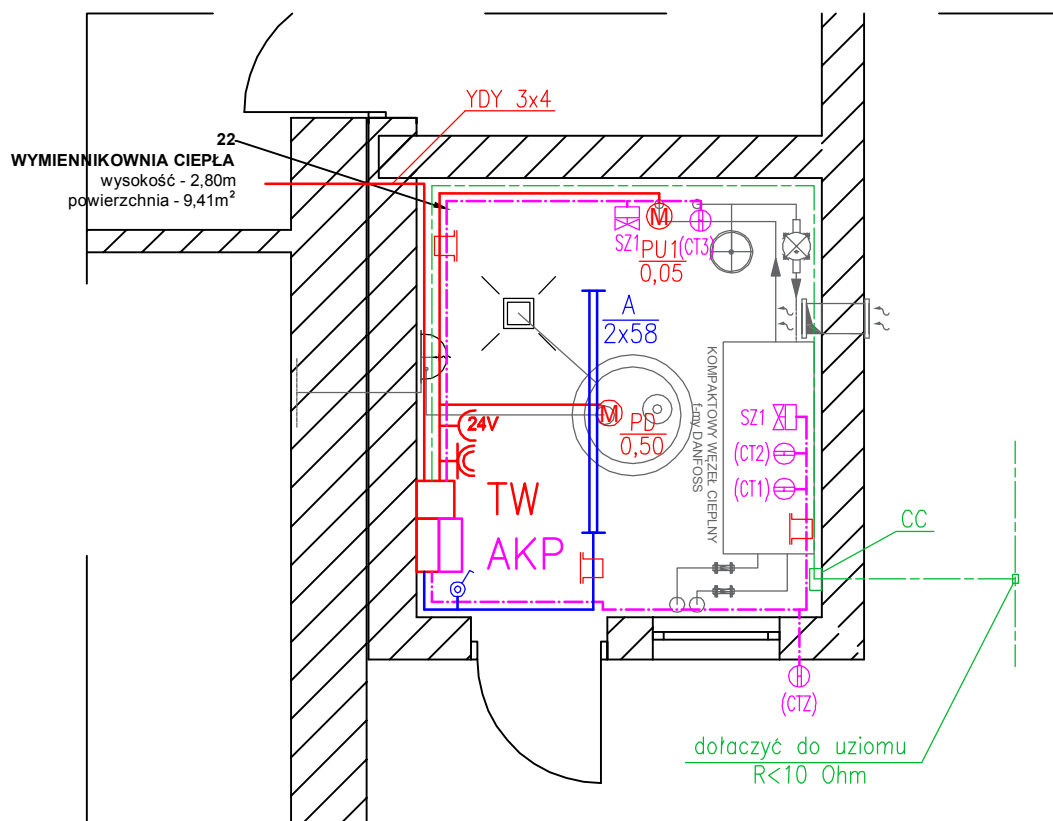 YDY 3x4
22
WYMIENNIKOWNIA CIEPŁA
wysokość - 2,80m
powierzchnia - 9,41m²
M
SZ1
PU1
0,05
(CT3)
A
2x58
KOMPAKTOWY WĘZEŁ CIEPLNY
f-my DANFOSS
24V
M
PD
0,50
SZ1
(CT2)
(CT1)
TW
AKP
CC
(CTZ)
dołaczyć do uziomu
R<10 Ohm